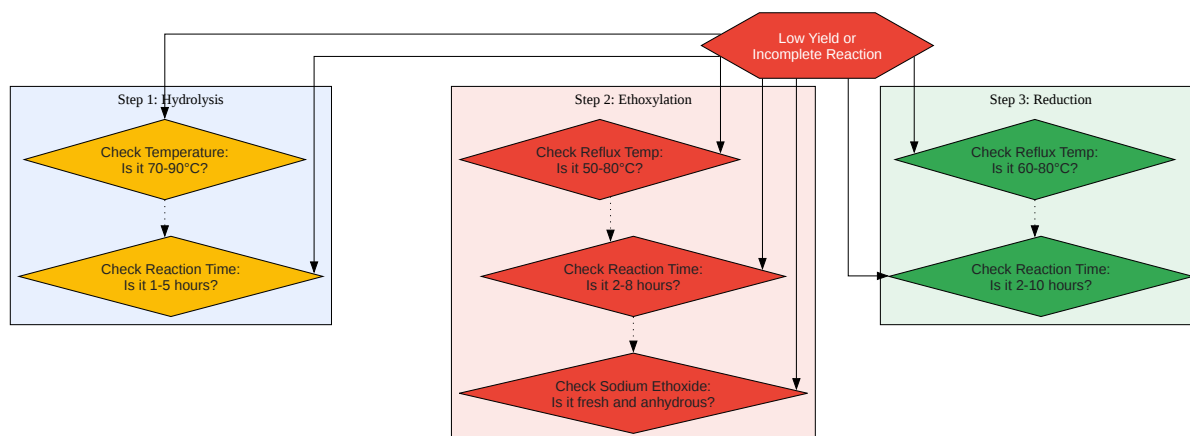 Low Yield or
Incomplete Reaction
Step 1: Hydrolysis
Check Temperature:
Is it 70-90°C?
Check Reaction Time:
Is it 1-5 hours?
Step 2: Ethoxylation
Check Reflux Temp:
Is it 50-80°C?
Check Reaction Time:
Is it 2-8 hours?
Check Sodium Ethoxide:
Is it fresh and anhydrous?
Step 3: Reduction
Check Reflux Temp:
Is it 60-80°C?
Check Reaction Time:
Is it 2-10 hours?